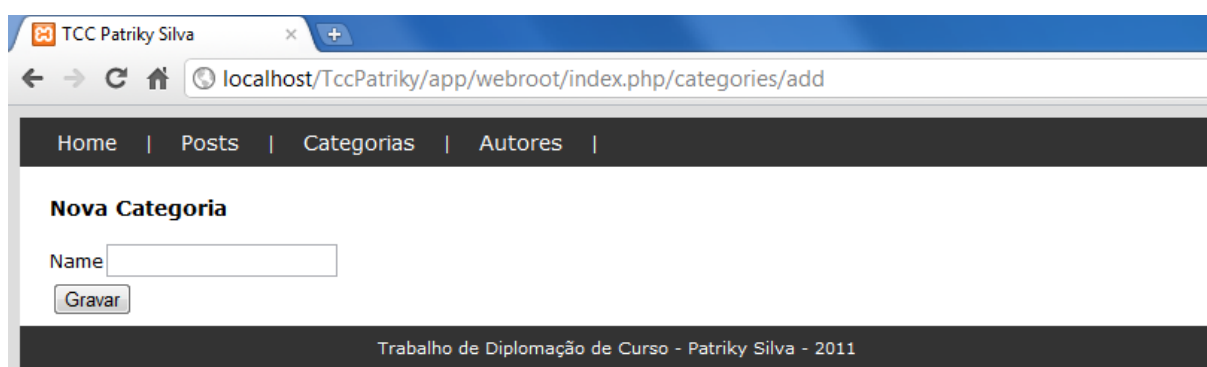 TCC Patriky Silva
localhost/TccPatriky/app/webroot/index.php/categories/add
Home | Posts | Categorias | Autores |
Nova Categoria
Name
Gravar
Trabalho de Diplomação de Curso - Patriky Silva - 2011